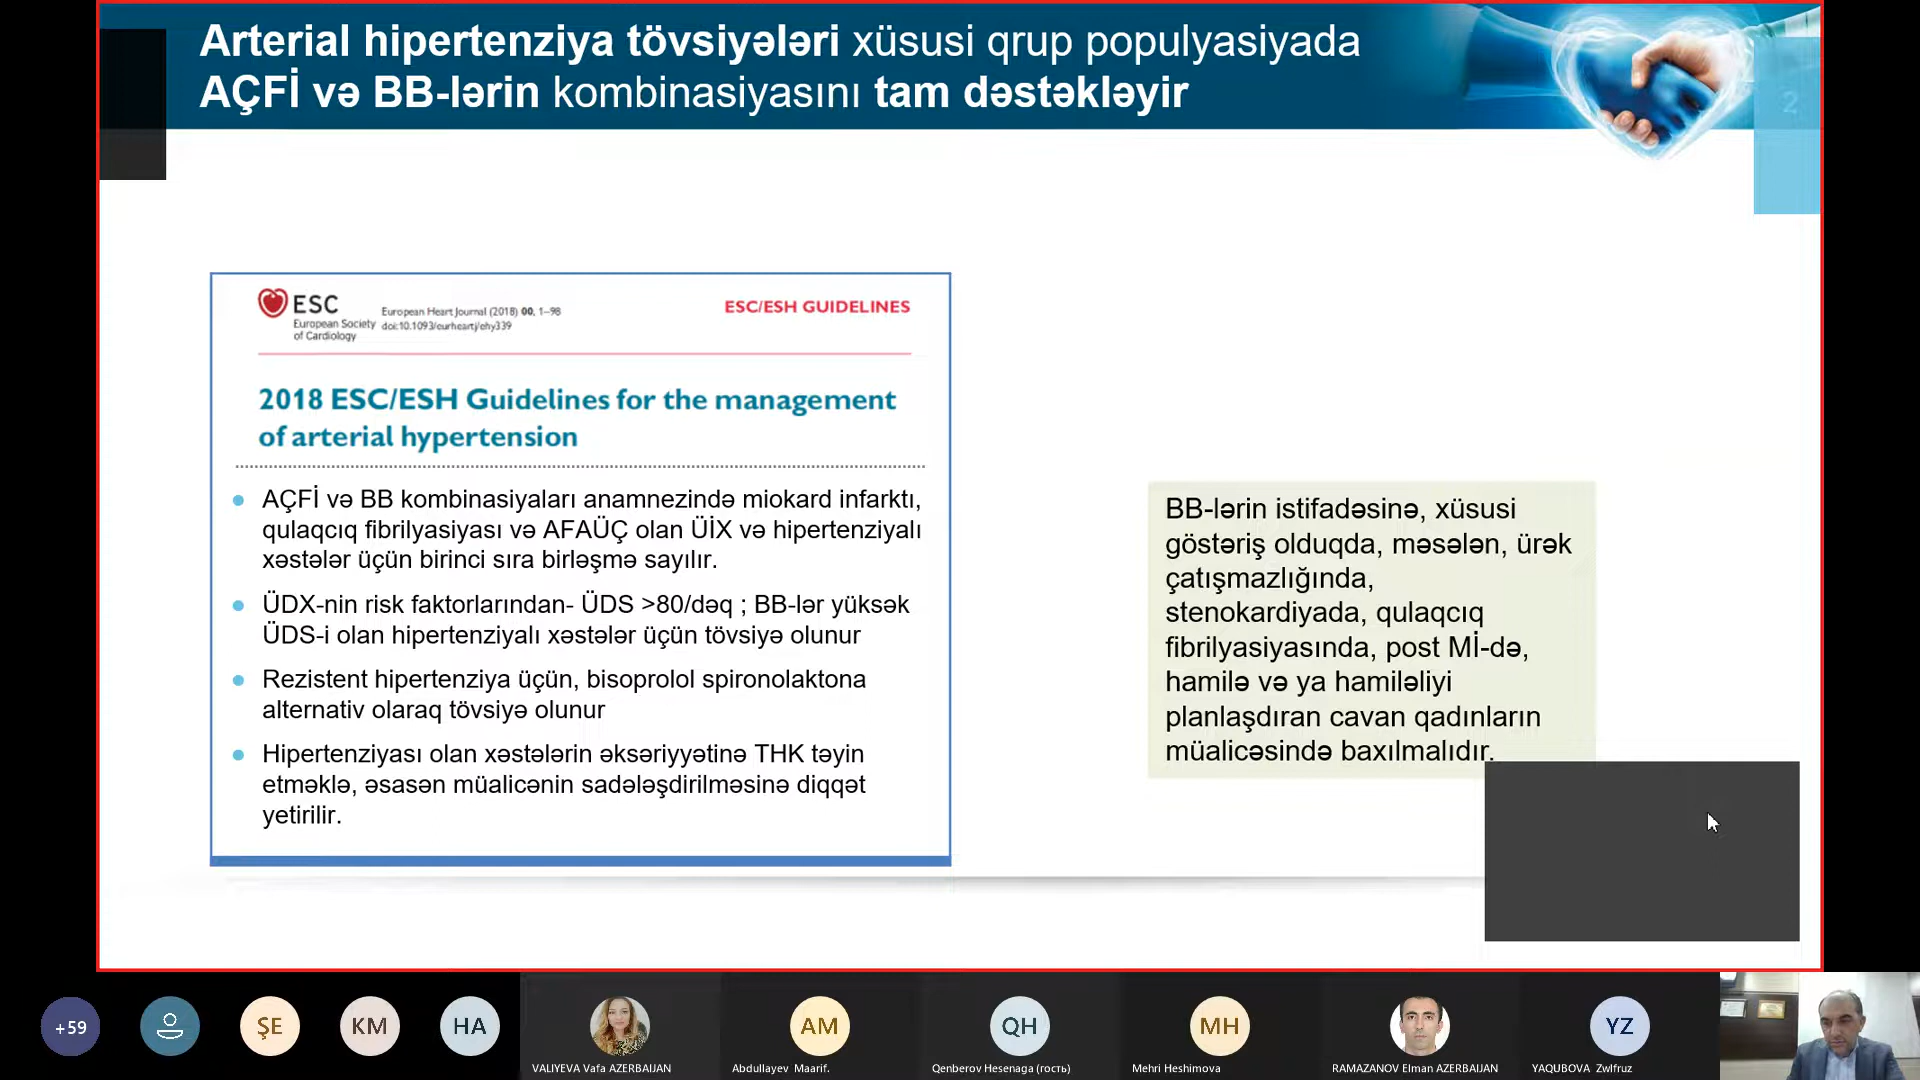 Arterial hipertenziya tövsiyələri xüsusi qrup populyasiyada
AÇFİ və BB-lərin kombinasiyasını tam dəstəkləyir
2
ESC
European Society
of Cardiology
European Heart Journal (2018) 00, 1–98
doi:10.1093/eurheartj/ehy339
ESC/ESH GUIDELINES
2018 ESC/ESH Guidelines for the management
of arterial hypertension
AÇFİ və BB kombinasiyaları anamnezində miokard infarktı,
qulaqcıq fibrilyasiyası və AFAÜÇ olan ÜİX və hipertenziyalı
xəstələr üçün birinci sıra birləşmə sayılır.
ÜDX-nin risk faktorlarından- ÜDS >80/dəq ; BB-lər yüksək
ÜDS-i olan hipertenziyalı xəstələr üçün tövsiyə olunur
Rezistent hipertenziya üçün, bisoprolol spironolaktona
alternativ olaraq tövsiyə olunur
Hipertenziyası olan xəstələrin əksəriyyətinə THK təyin
etməklə, əsasən müalicənin sadələşdirilməsinə diqqət
yetirilir.
BB-lərin istifadəsinə, xüsusi
göstəriş olduqda, məsələn, ürək
çatışmazlığında,
stenokardiyada, qulaqcıq
fibrilyasiyasında, post Mİ-də,
hamilə və ya hamiləliyi
planlaşdıran cavan qadınların
müalicəsində baxılmalıdır.
+59
ŞE
KM
HA
AM
QH
MH
YZ
VALIYEVA Vafa AZERBAIJAN
Abdullayev Maarif.
Qenberov Hesenaga (гость)
Mehri Heshimova
RAMAZANOV Elman AZERBAIJAN
YAQUBOVA Zwlfruz